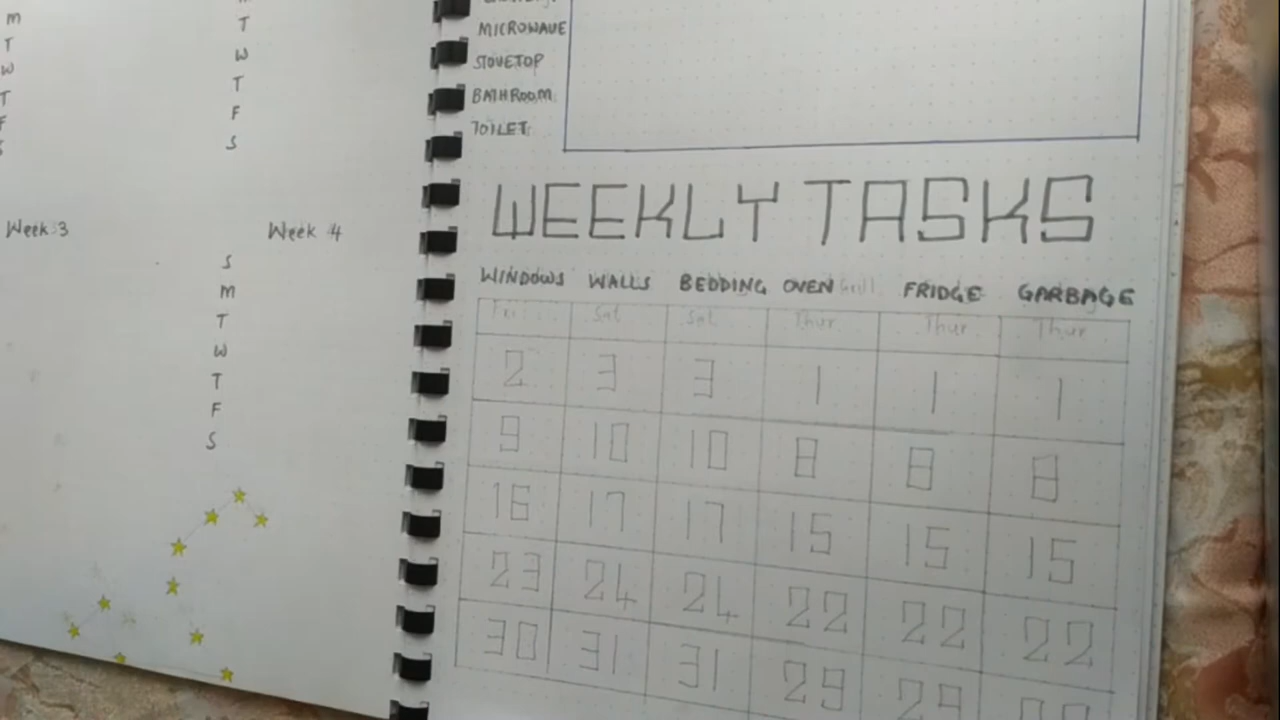 m
T
W
T
F
S
T
W
T
F
S
Week 3
Week 4
S
M
T
W
T
F
S
MICROWAVE
STOVETOP
BATHROOM
TOILET
WEEKLY TASKS
WINDOWS WALLS BEDDING OVEN Grill FRIDGE GARBAGE
Fri Sat Sat Thur Thur Thur
2 3 3 1 1 1
9 10 10 8 8 8
16 17 17 15 15 15
23 24 24 22 22 22
30 31 31 29 29